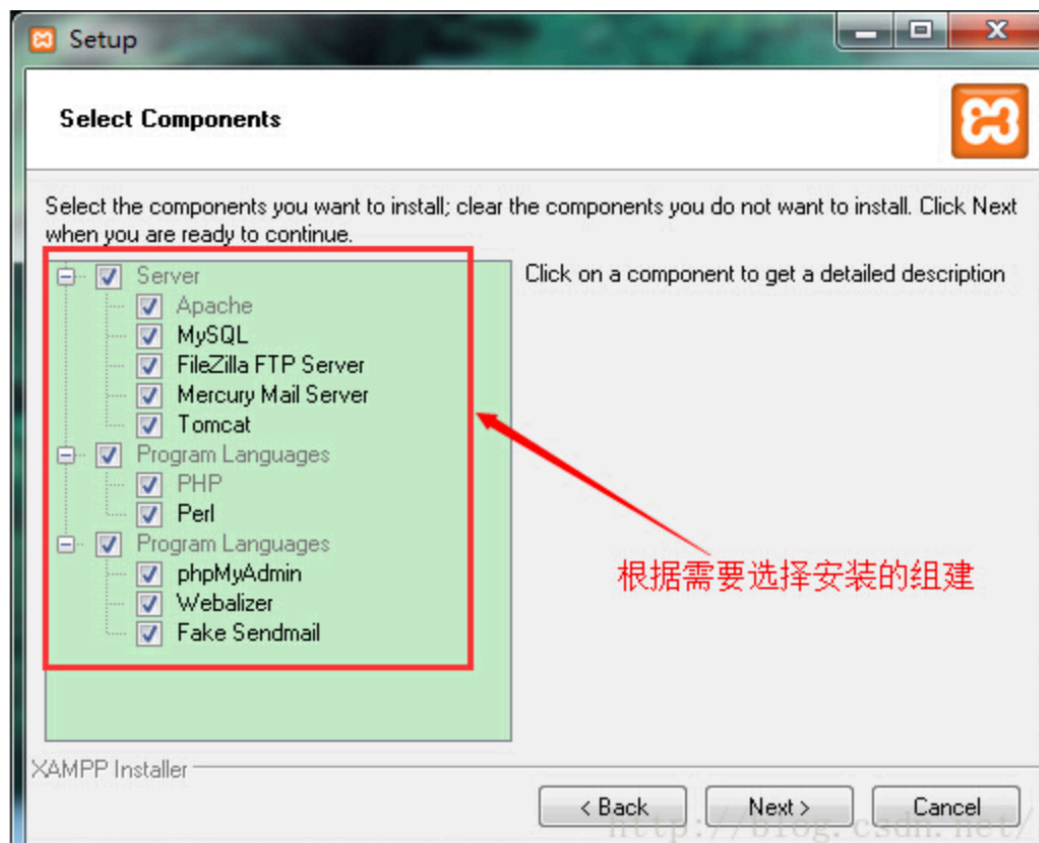 Setup
Select Components
Select the components you want to install; clear the components you do not want to install. Click Next
when you are ready to continue.
Server
Apache
MySQL
FileZilla FTP Server
Mercury Mail Server
Tomcat
Program Languages
PHP
Perl
Program Languages
phpMyAdmin
Webalizer
Fake Sendmail
Click on a component to get a detailed description
根据需要选择安装的组建
XAMPP Installer
< Back
Next >
Cancel
http://blog.csdn.net/